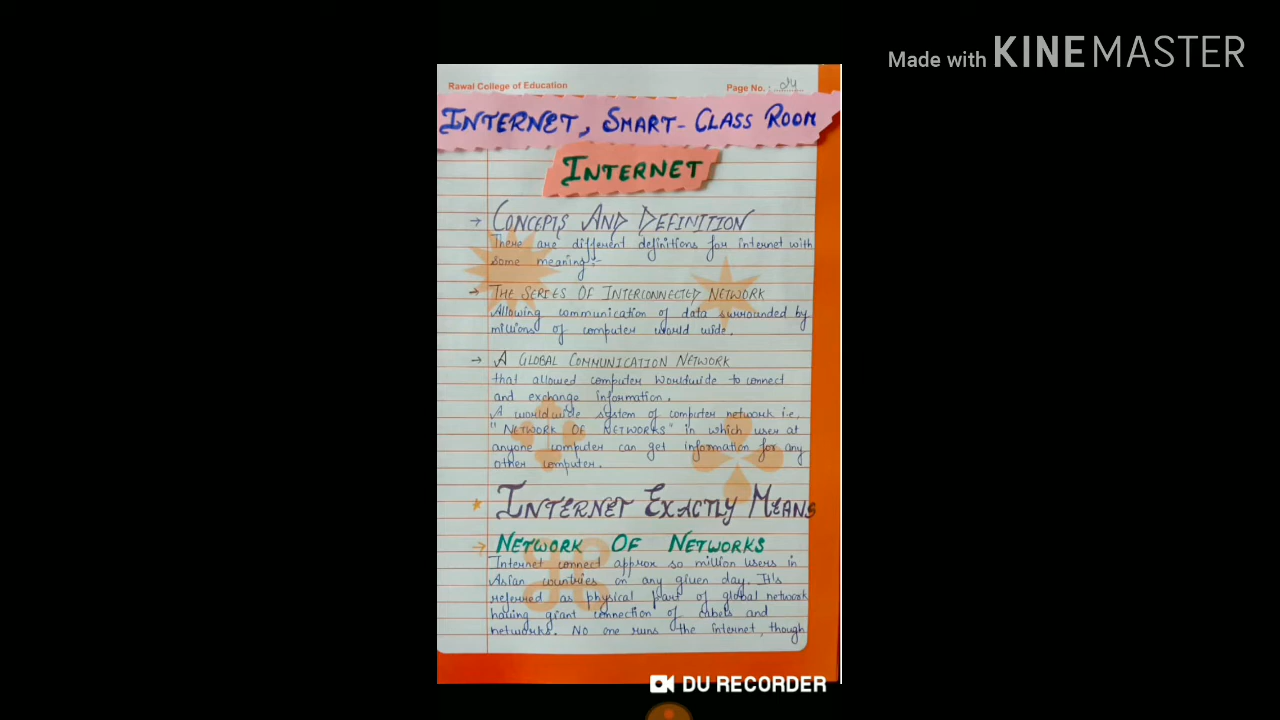 Made with KINEMASTER
Rawal College of Education
Page No. : 24
INTERNET, SMART-CLASS ROOM
INTERNET
→ CONCEPTS AND DEFINITION
There are different definitions for internet with
some meaning:-
→ THE SERIES OF INTERCONNECTED NETWORK
Allowing communication of data surrounded by
millions of computer world wide.
→ A GLOBAL COMMUNICATION NETWORK
that allowed computer Worldwide to connect
and exchange information.
A worldwide system of computer network i.e,
"NETWORK OF NETWORKS" in which user at
anyone computer can get information for any
other computer.
★ INTERNET EXACTLY MEANS
→ NETWORK OF NETWORKS
Internet connect approx 50 million users in
Asian countries on any given day. It's
referred as physical part of global network
having giant connection of cabels and
networks. No one runs the internet, though
DU RECORDER